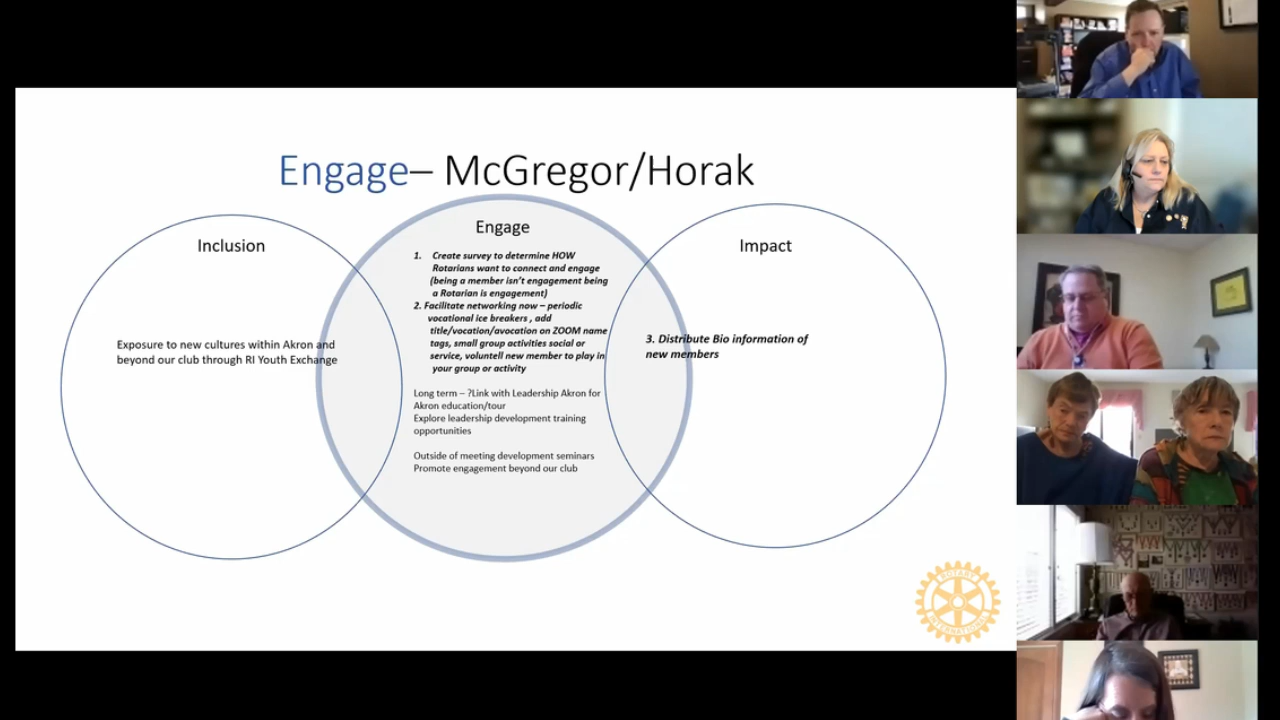 Engage– McGregor/Horak
Inclusion
Exposure to new cultures within Akron and
beyond our club through RI Youth Exchange
Engage
1. Create survey to determine HOW
Rotarians want to connect and engage
(being a member isn't engagement being
a Rotarian is engagement)
2. Facilitate networking now – periodic
vocational ice breakers , add
title/vocation/avocation on ZOOM name
tags, small group activities social or
service, voluntell new member to play in
your group or activity
Long term – ?Link with Leadership Akron for
Akron education/tour
Explore leadership development training
opportunities
Outside of meeting development seminars
Promote engagement beyond our club
Impact
3. Distribute Bio information of
new members
ROTARY
INTERNATIONAL